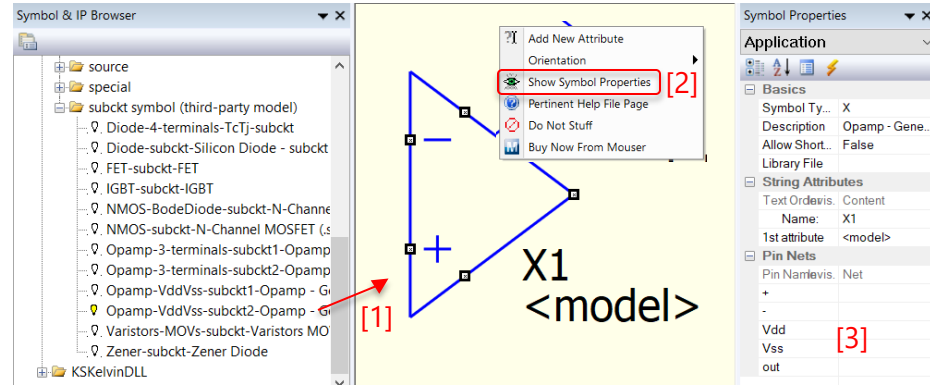 Symbol & IP Browser
source
special
subckt symbol (third-party model)
Diode-4-terminals-TcTj-subckt
Diode-subckt-Silicon Diode - subckt
FET-subckt-FET
IGBT-subckt-IGBT
NMOS-BodeDiode-subckt-N-Channe
NMOS-subckt-N-Channel MOSFET (.s
Opamp-3-terminals-subckt1-Opamp
Opamp-3-terminals-subckt2-Opamp
Opamp-VddVss-subckt1-Opamp - Ge
Opamp-VddVss-subckt2-Opamp - Ge
Varistors-MOVs-subckt-Varistors MO
Zener-subckt-Zener Diode
KSKelvinDLL
[1]
Add New Attribute
Orientation
Show Symbol Properties
[2]
Pertinent Help File Page
Do Not Stuff
Buy Now From Mouser
X1
<model>
Symbol Properties
Application
Basics
Symbol Ty... X
Description Opamp - Gene...
Allow Short... False
Library File
String Attributes
Text Order Content
Name: X1
1st attribute <model>
Pin Nets
Pin Name Net
+
-
Vdd
Vss
out
[3]